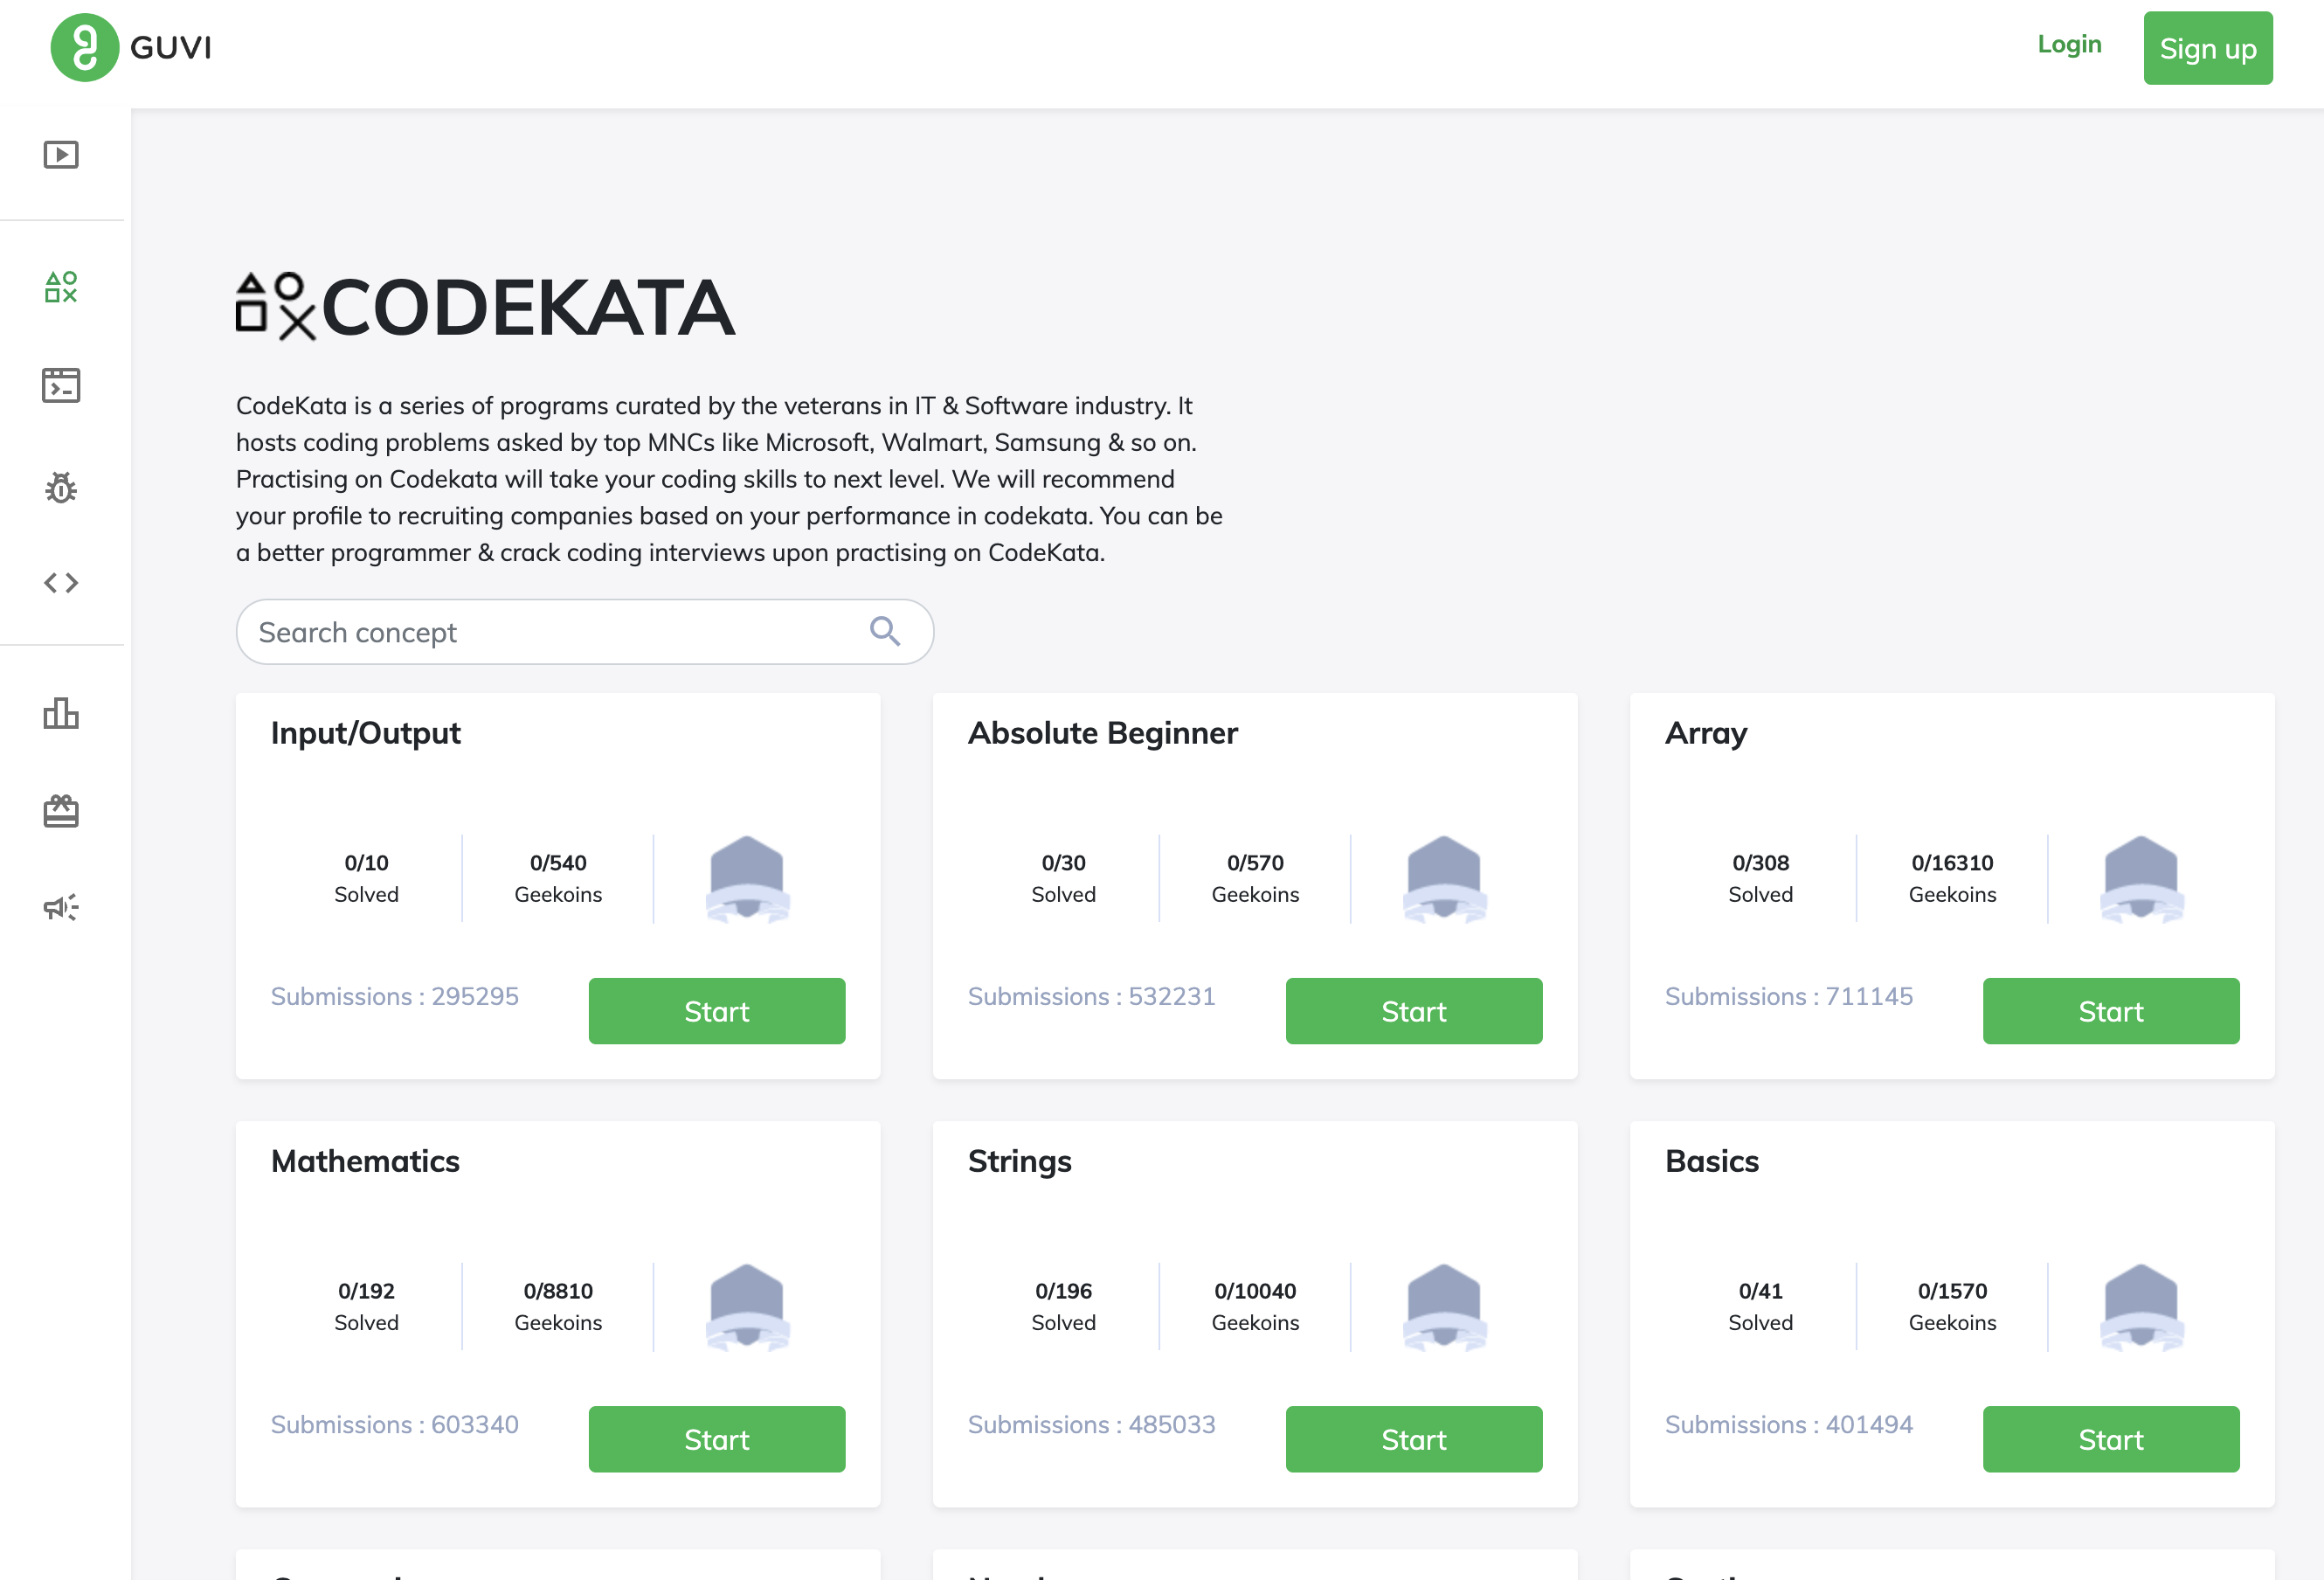 GUVI
Login
Sign up
CODEKATA
CodeKata is a series of programs curated by the veterans in IT & Software industry. It
hosts coding problems asked by top MNCs like Microsoft, Walmart, Samsung & so on.
Practising on Codekata will take your coding skills to next level. We will recommend
your profile to recruiting companies based on your performance in codekata. You can be
a better programmer & crack coding interviews upon practising on CodeKata.
Search concept
Input/Output
0/10
Solved
0/540
Geekoins
Submissions : 295295
Start
Absolute Beginner
0/30
Solved
0/570
Geekoins
Submissions : 532231
Start
Array
0/308
Solved
0/16310
Geekoins
Submissions : 711145
Start
Mathematics
0/192
Solved
0/8810
Geekoins
Submissions : 603340
Start
Strings
0/196
Solved
0/10040
Geekoins
Submissions : 485033
Start
Basics
0/41
Solved
0/1570
Geekoins
Submissions : 401494
Start